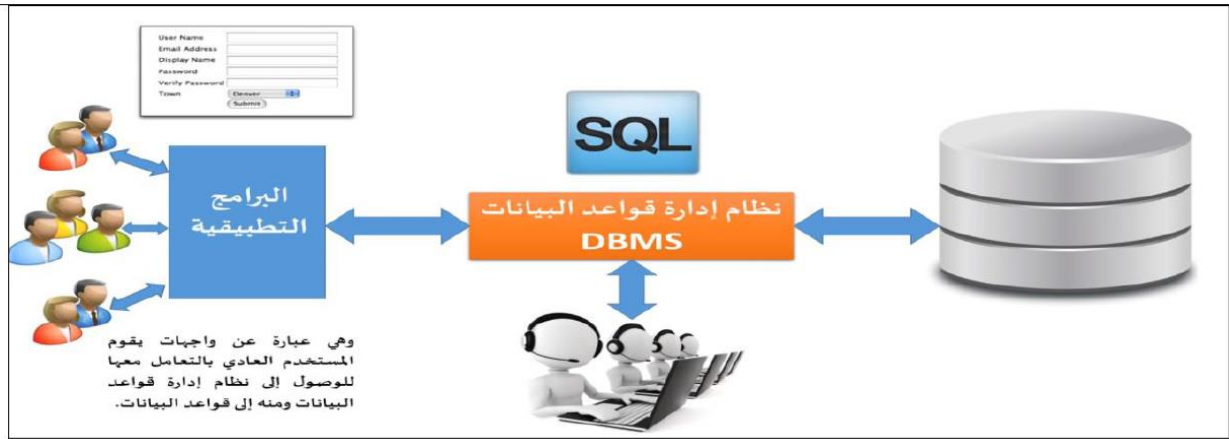 User Name
Email Address
Display Name
Password
Verify Password
Town Denver
Submit
SQL
البرامج
التطبيقية
نظام إدارة قواعد البيانات
DBMS
وهي عبارة عن واجهات يقوم
المستخدم العادي بالتعامل معها
للوصول إلى نظام إدارة قواعد
البيانات ومنه إلى قواعد البيانات.